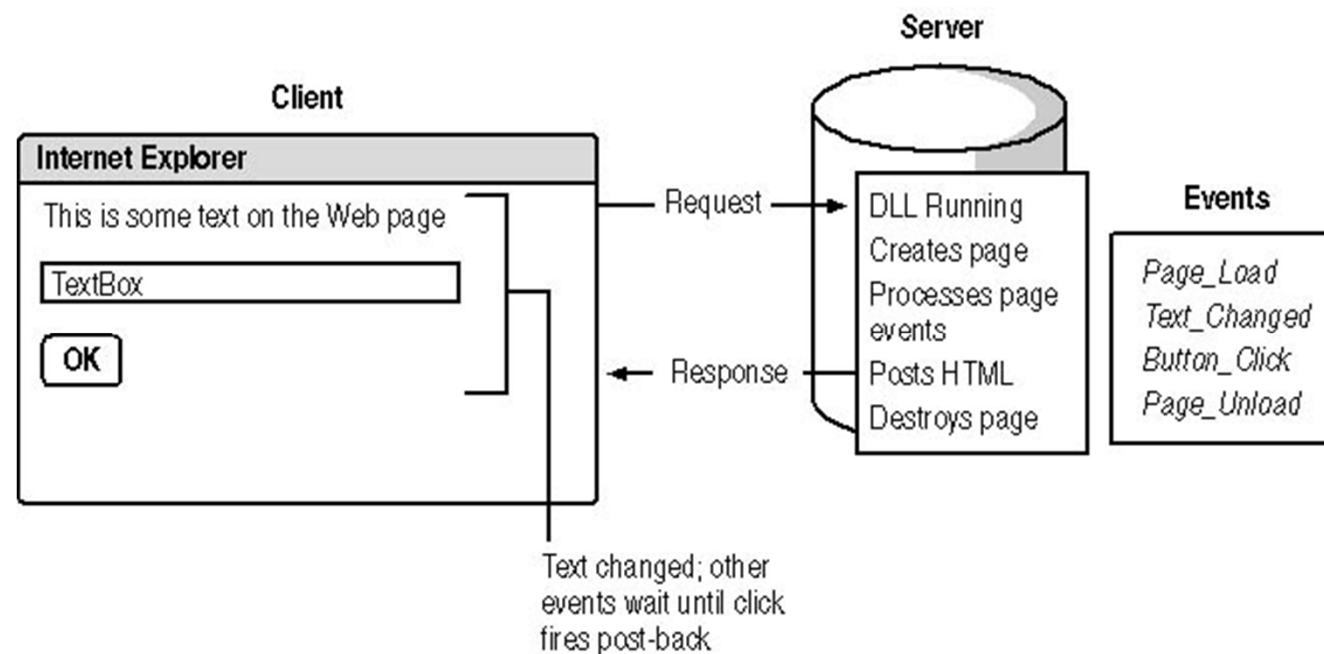 Client
Internet Explorer
This is some text on the Web page
TextBox
OK
Text changed; other
events wait until click
fires post-back
Request
Response
Server
DLL Running
Creates page
Processes page
events
Posts HTML
Destroys page
Events
Page_Load
Text_Changed
Button_Click
Page_Unload